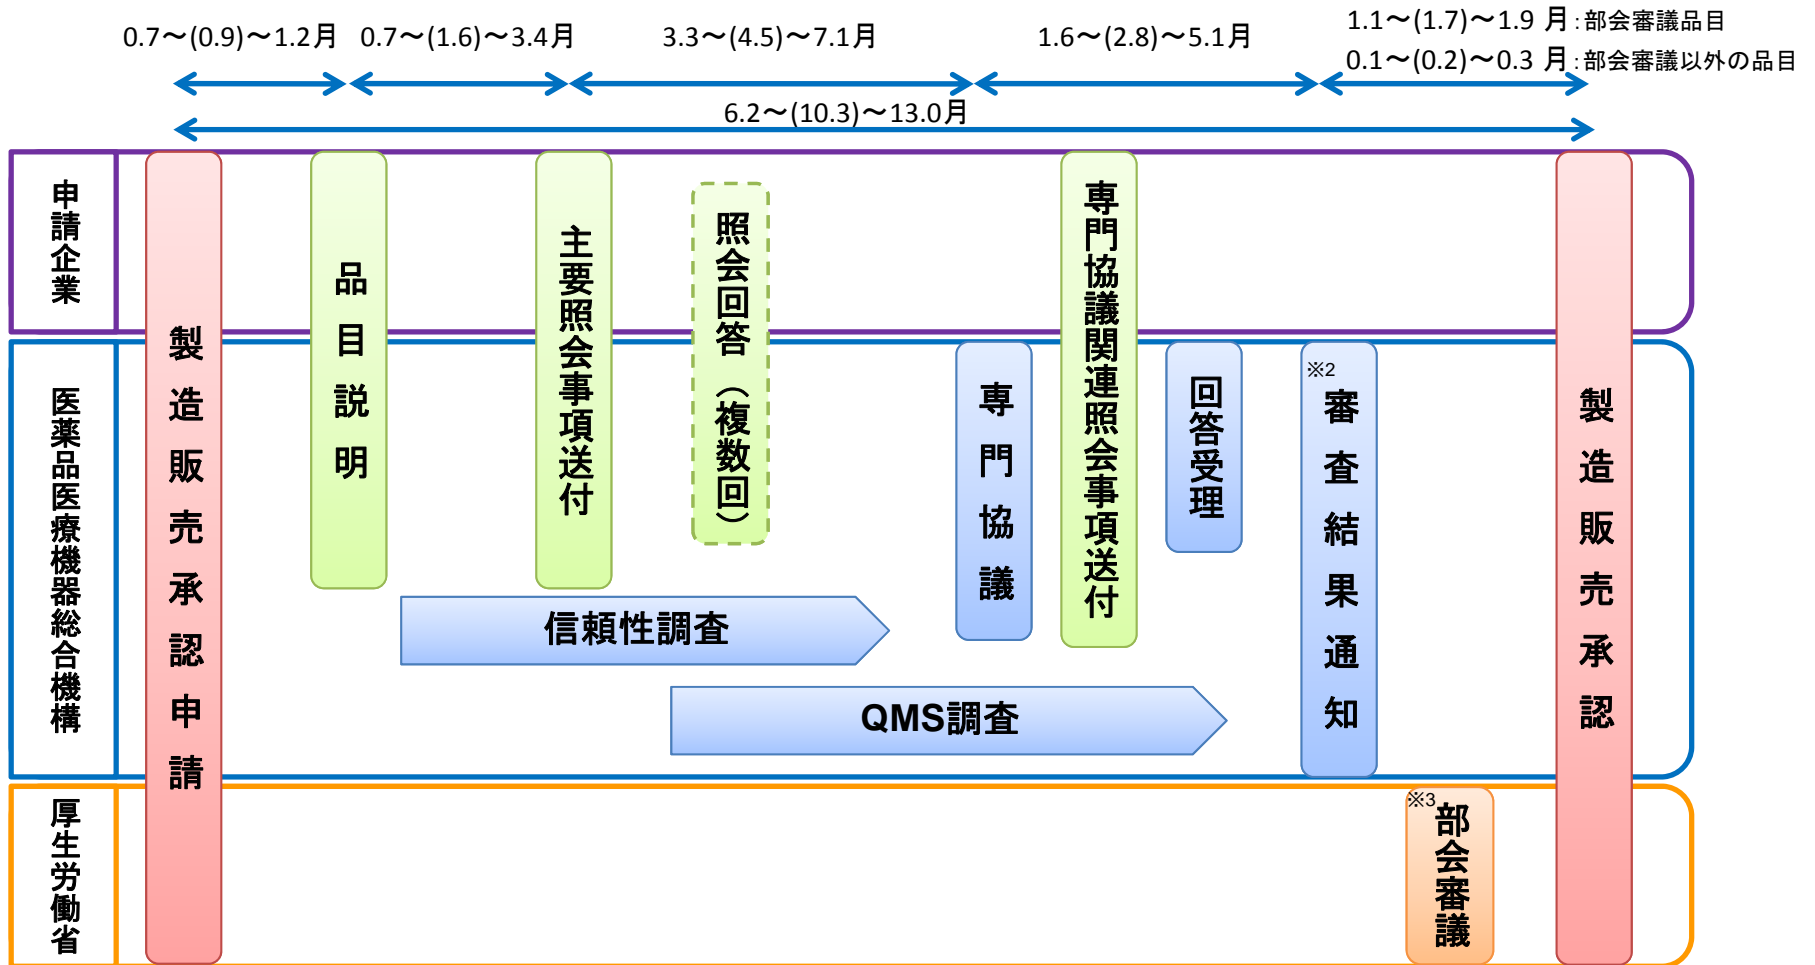 0.7～(0.9)～1.2月
0.7～(1.6)～3.4月
3.3～(4.5)～7.1月
1.6～(2.8)～5.1月
1.1～(1.7)～1.9 月：部会審議品目
0.1～(0.2)～0.3 月：部会審議以外の品目
6.2～(10.3)～13.0月
申請企業
医薬品医療機器総合機構
厚生労働省
製造販売承認申請
品目説明
主要照会事項送付
照会回答（複数回）
信頼性調査
QMS調査
専門協議
専門協議関連照会事項送付
回答受理
※2
審査結果通知
※3
部会審議
製造販売承認